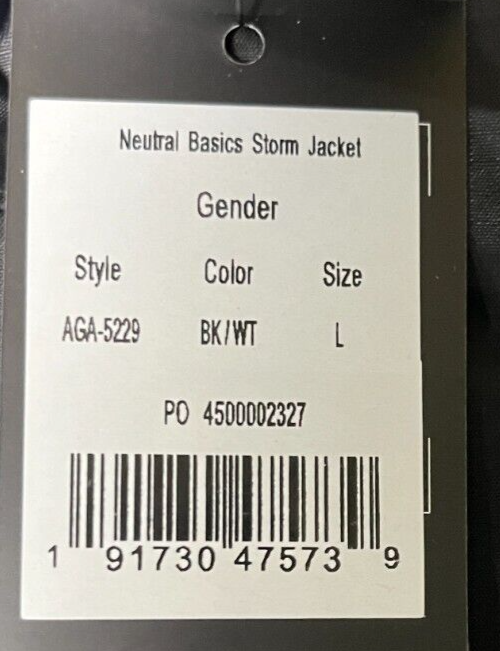 Neutral Basics Storm Jacket
Gender
Style Color Size
AGA-5229 BK/WT L
PO 4500002327
1 91730 47573 9